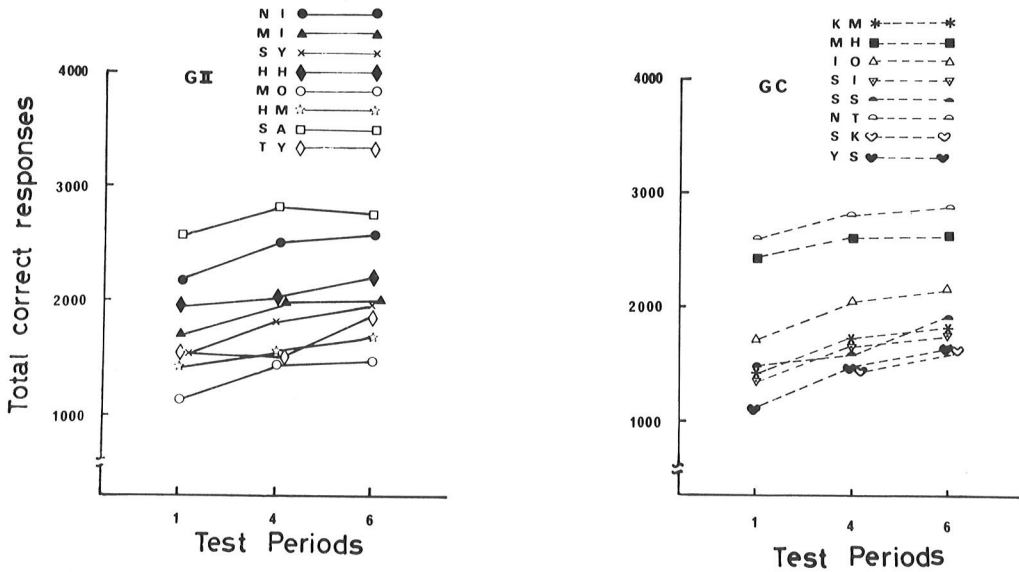 N I
M I
S Y
H H
M O
H M
S A
T Y
GII
4000
3000
2000
1000
Total correct responses
1
4
6
Test Periods
K M
M H
I O
S I
S S
N T
S K
Y S
GC
4000
3000
2000
1000
1
4
6
Test Periods